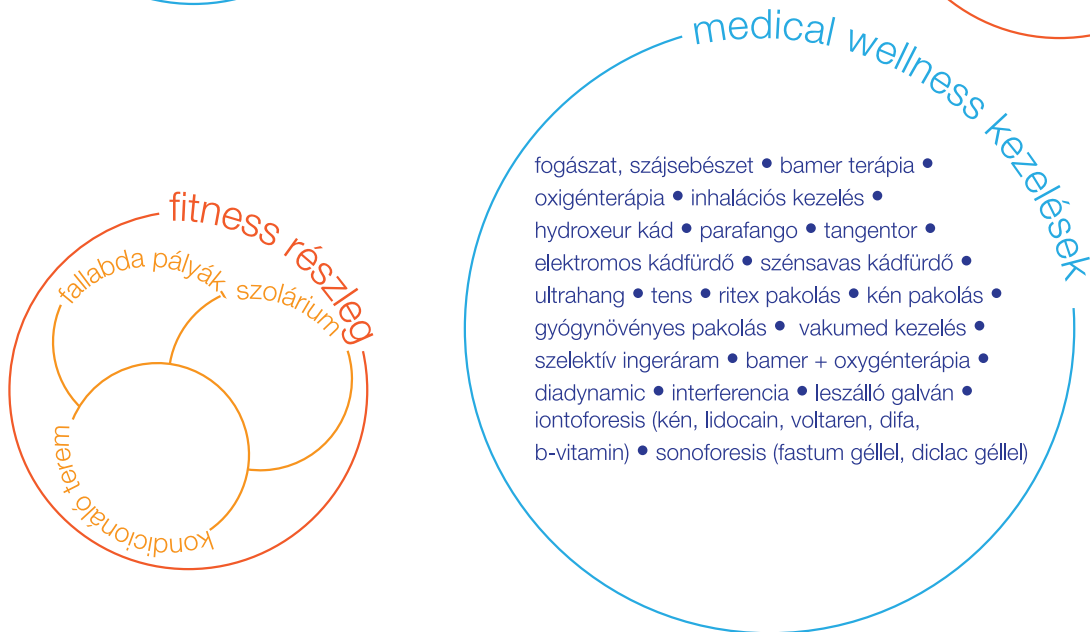 fitness részleg
fallabda pályák
szolárium
kondicionáló terem
medical wellness kezelések
fogászat, szájsebészet • bamer terápia •
oxigénterápia • inhalációs kezelés •
hydroxeur kád • parafango • tangentor •
elektromos kádfürdő • szénsavas kádfürdő •
ultrahang • tens • ritex pakolás • kén pakolás •
gyógynövényes pakolás • vakumed kezelés •
szelektív ingeráram • bamer + oxygénterápia •
diadynamic • interferencia • leszálló galván •
iontoforesis (kén, lidocain, voltaren, difa,
b-vitamin) • sonoforesis (fastum géllel, diclac géllel)